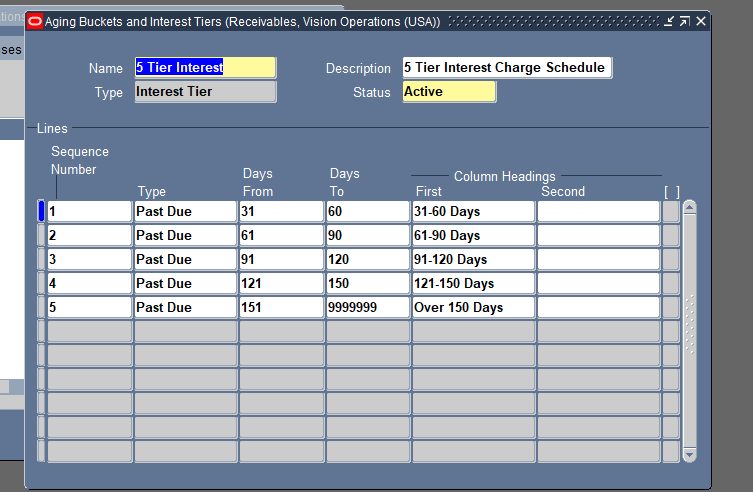 tions
Aging Buckets and Interest Tiers (Receivables, Vision Operations (USA))
ses
Name 5 Tier Interest Description 5 Tier Interest Charge Schedule
Type Interest Tier Status Active
Lines
Sequence
Number Days Days Column Headings
Type From To First Second [ ]
1 Past Due 31 60 31-60 Days
2 Past Due 61 90 61-90 Days
3 Past Due 91 120 91-120 Days
4 Past Due 121 150 121-150 Days
5 Past Due 151 9999999 Over 150 Days